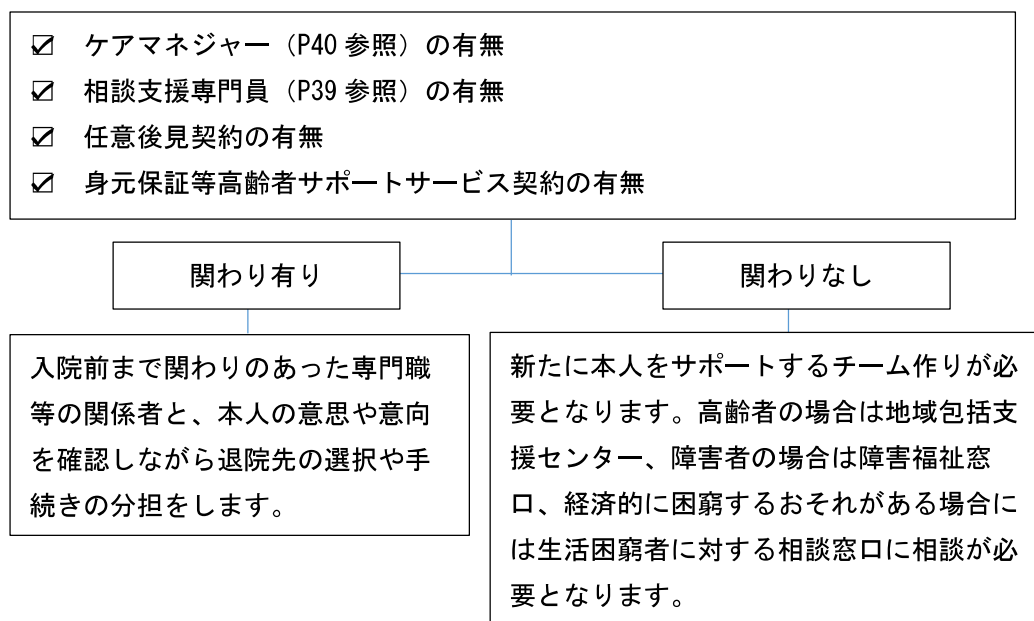 ☑ ケアマネジャー（P40 参照）の有無
☑ 相談支援専門員（P39 参照）の有無
☑ 任意後見契約の有無
☑ 身元保証等高齢者サポートサービス契約の有無
関わり有り
関わりなし
入院前まで関わりのあった専門職
等の関係者と、本人の意思や意向
を確認しながら退院先の選択や手
続きの分担をします。
新たに本人をサポートするチーム作りが必
要となります。高齢者の場合は地域包括支
援センター、障害者の場合は障害福祉窓
口、経済的に困窮するおそれがある場合に
は生活困窮者に対する相談窓口に相談が必
要となります。